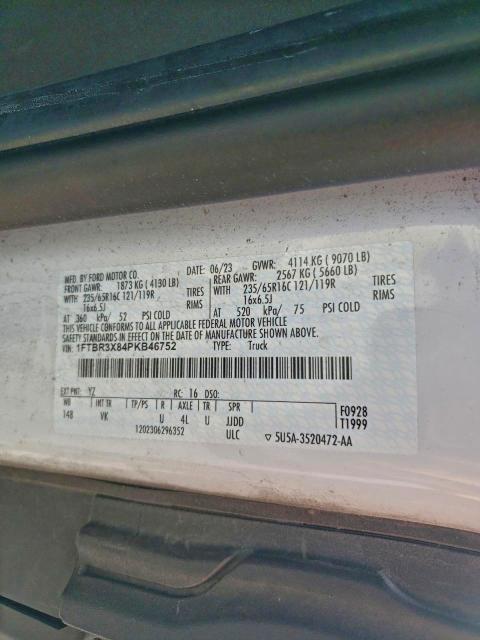 MFD. BY FORD MOTOR CO.
DATE: 06/23 GVWR: 4114 KG ( 9070 LB)
FRONT GAWR: 1873 KG ( 4130 LB)
REAR GAWR: 2567 KG ( 5660 LB)
WITH 235/65R16C 121/119R TIRES
WITH 235/65R16C 121/119R TIRES
16x6.5J RIMS
16x6.5J RIMS
AT 360 kPa/ 52 PSI COLD
AT 520 kPa/ 75 PSI COLD
THIS VEHICLE CONFORMS TO ALL APPLICABLE FEDERAL MOTOR VEHICLE
SAFETY STANDARDS IN EFFECT ON THE DATE OF MANUFACTURE SHOWN ABOVE.
VIN: 1FTBR3X84PKB46752 TYPE: Truck
EXT PNT: YZ RC: 16 DSO:
WB INT TR TP/PS R AXLE TR SPR
148 VK U 4L U JJDD
F0928
T1999
1202306296352 ULC
5U5A-3520472-AA